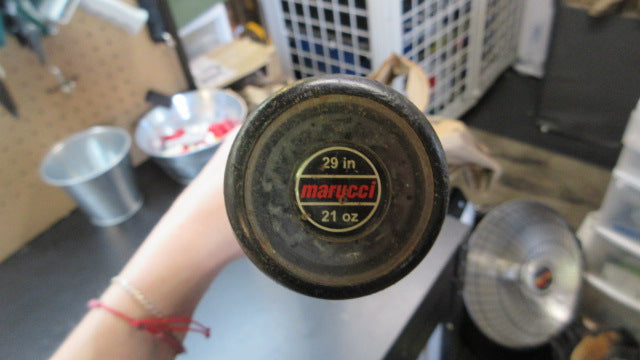 29 in
marucci
21 oz